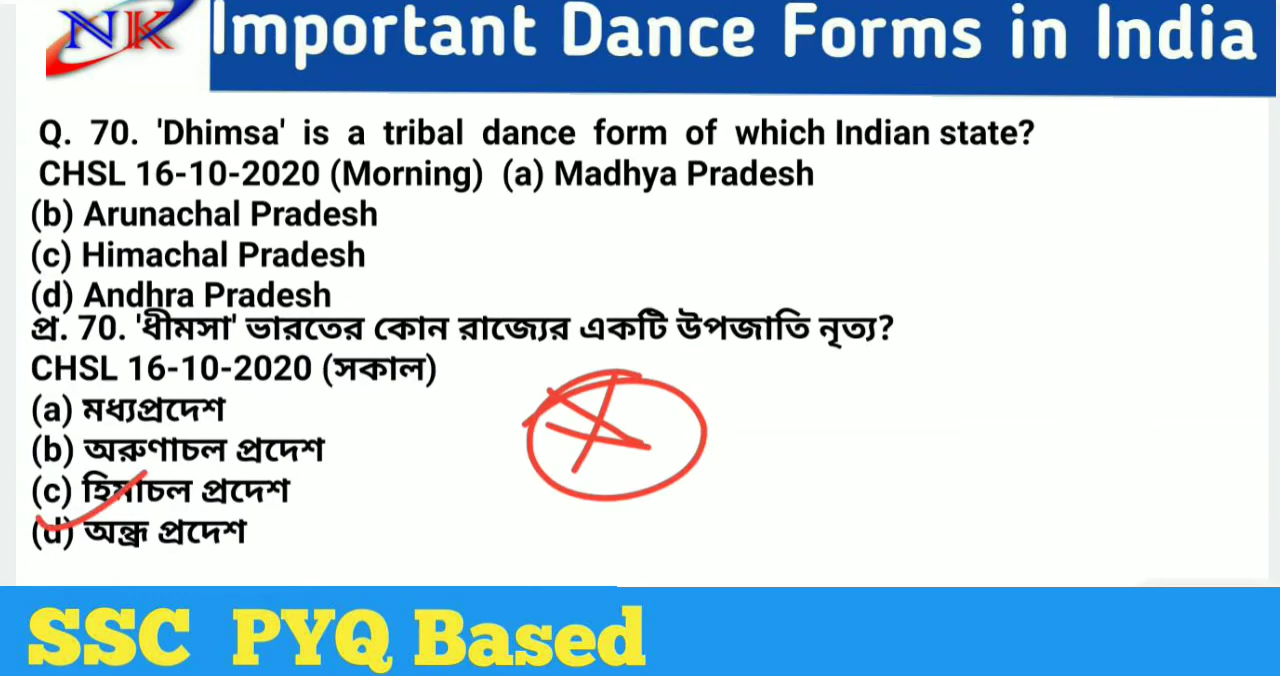 NK Important Dance Forms in India
Q. 70. 'Dhimsa' is a tribal dance form of which Indian state?
CHSL 16-10-2020 (Morning) (a) Madhya Pradesh
(b) Arunachal Pradesh
(c) Himachal Pradesh
(d) Andhra Pradesh
প্র. 70. 'ধীমসা' ভারতের কোন রাজ্যের একটি উপজাতি নৃত্য?
CHSL 16-10-2020 (সকাল)
(a) মধ্যপ্রদেশ
(b) অরুণাচল প্রদেশ
(c) হিমাচল প্রদেশ
(d) অন্ধ্র প্রদেশ
SSC PYQ Based